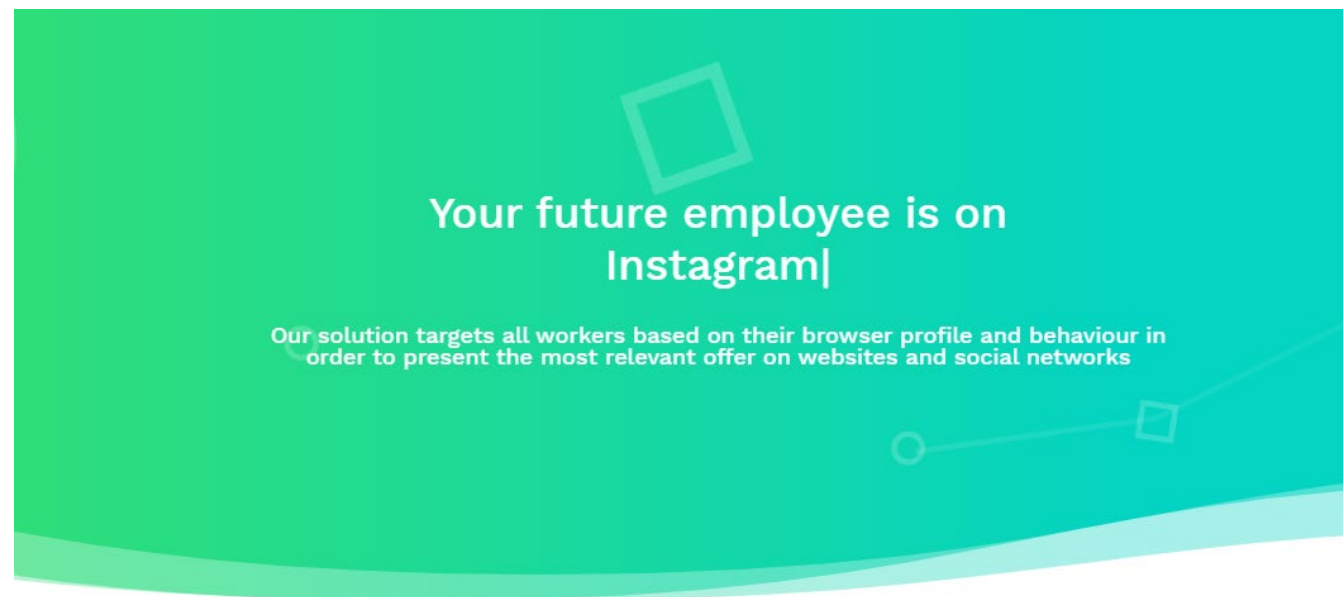 Your future employee is on
Instagram|
Our solution targets all workers based on their browser profile and behaviour in
order to present the most relevant offer on websites and social networks